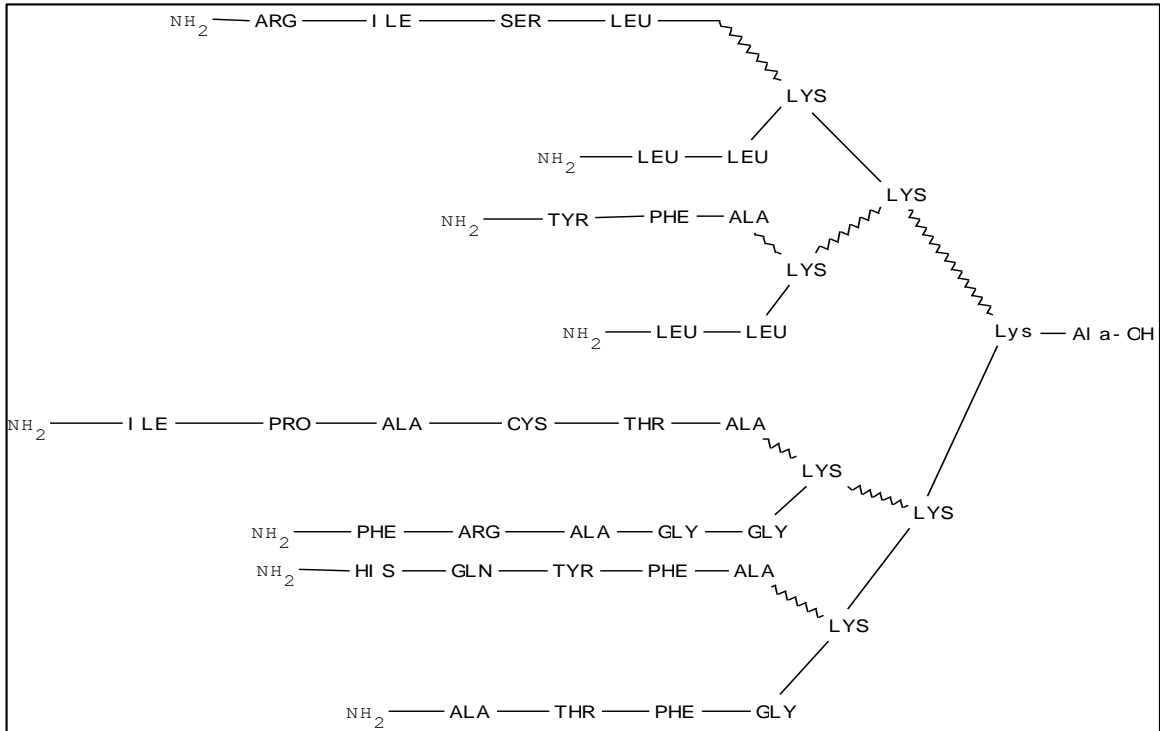 NH2 ARG ILE SER LEU
LYS
NH2 LEU LEU
LYS
NH2 TYR PHE ALA
LYS
NH2 LEU LEU
Lys Ala-OH
NH2 ILE PRO ALA CYS THR ALA
LYS
LYS
NH2 PHE ARG ALA GLY GLY
NH2 HIS GLN TYR PHE ALA
LYS
NH2 ALA THR PHE GLY